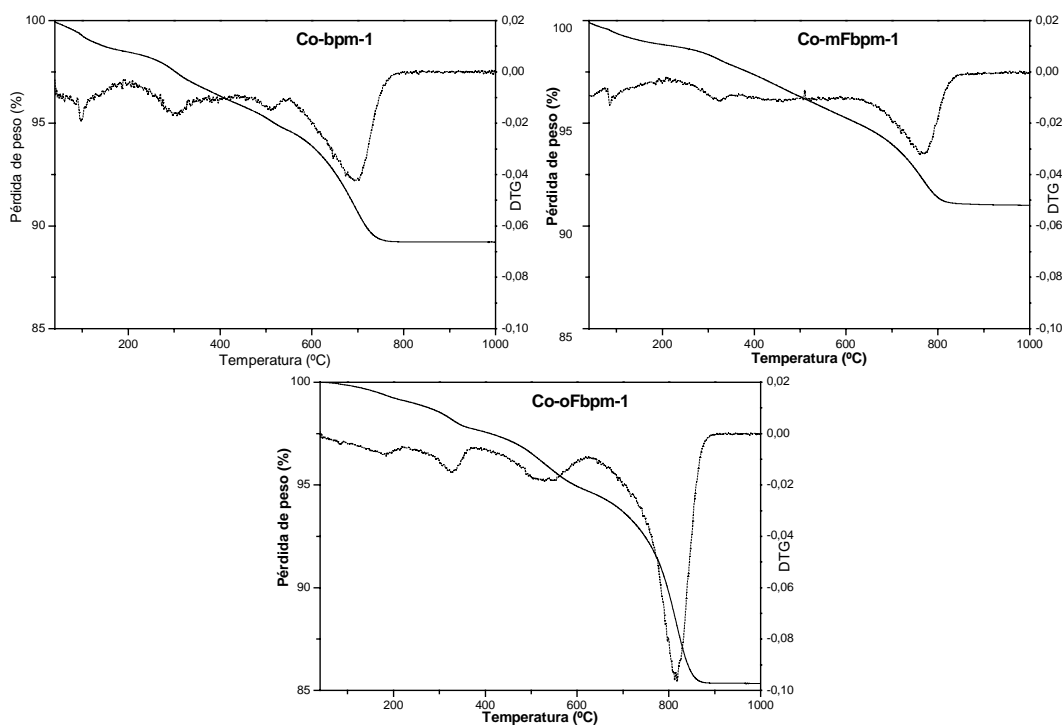 Co-bpm-1
Pérdida de peso (%)
100
95
90
85
0,02
0,00
-0,02
-0,04
-0,06
-0,08
-0,10
DTG
200 400 600 800 1000
Temperatura (ºC)
Co-mFbpm-1
Pérdida de peso (%)
100
95
90
85
0,02
0,00
-0,02
-0,04
-0,06
-0,08
-0,10
DTG
200 400 600 800 1000
Temperatura (ºC)
Co-oFbpm-1
Pérdida de peso (%)
100
95
90
85
0,02
0,00
-0,02
-0,04
-0,06
-0,08
-0,10
DTG
200 400 600 800 1000
Temperatura (ºC)